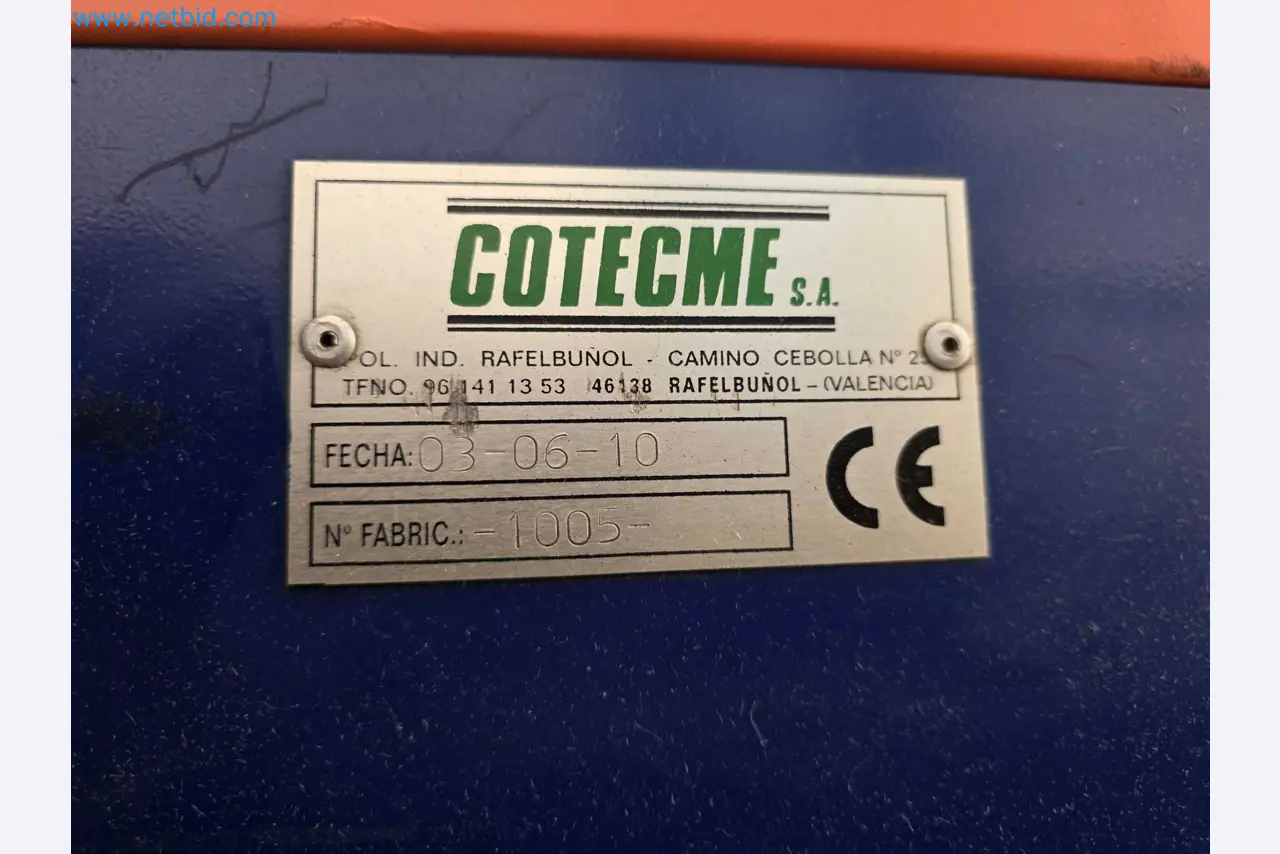 www.netbid.com
COTECME S.A.
POL. IND. RAFELBUÑOL - CAMINO CEBOLLA Nº
TFNO. 96 141 13 53 46138 RAFELBUÑOL - (VALENCIA)
FECHA: 03-06-10
Nº FABRIC.: -1005-
CE